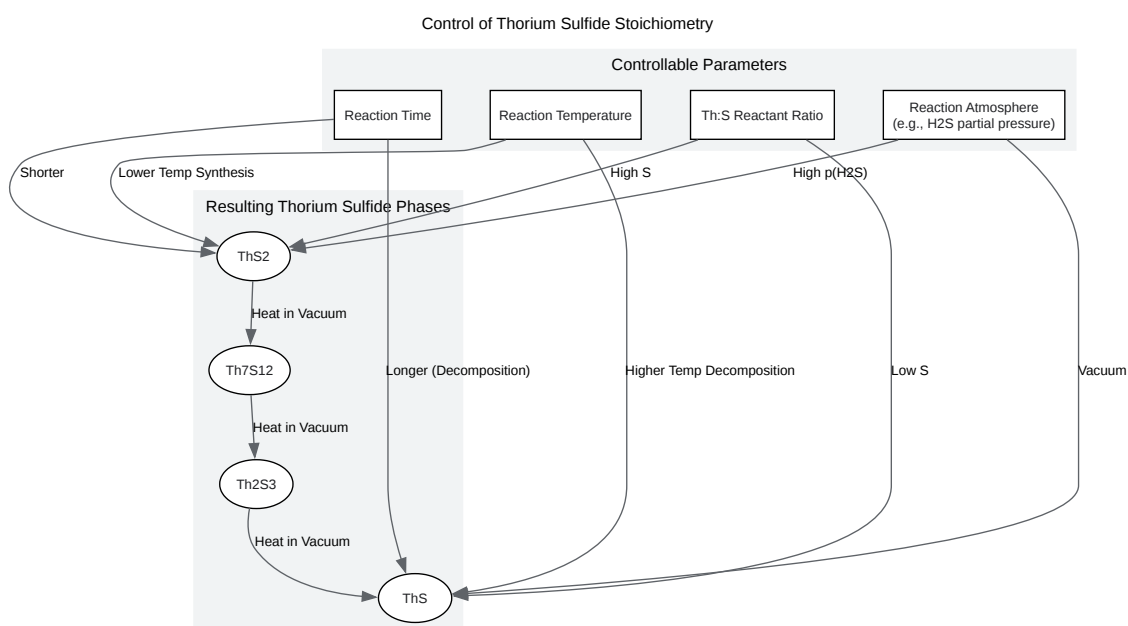 Control of Thorium Sulfide Stoichiometry
Controllable Parameters
Reaction Time
Reaction Temperature
Th:S Reactant Ratio
Reaction Atmosphere
(e.g., H2S partial pressure)
Shorter
Lower Temp Synthesis
High S
High p(H2S)
Resulting Thorium Sulfide Phases
ThS2
Heat in Vacuum
Th7S12
Longer (Decomposition)
Higher Temp Decomposition
Low S
Vacuum
Heat in Vacuum
Th2S3
Heat in Vacuum
ThS